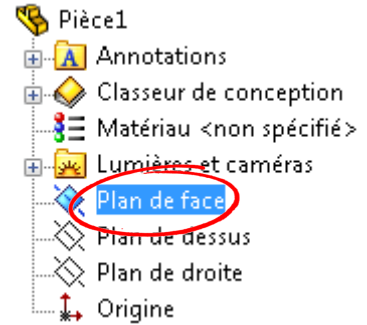 Pièce1
A Annotations
Classeur de conception
Matériau <non spécifié>
Lumières et caméras
Plan de face
Plan de dessus
Plan de droite
Origine